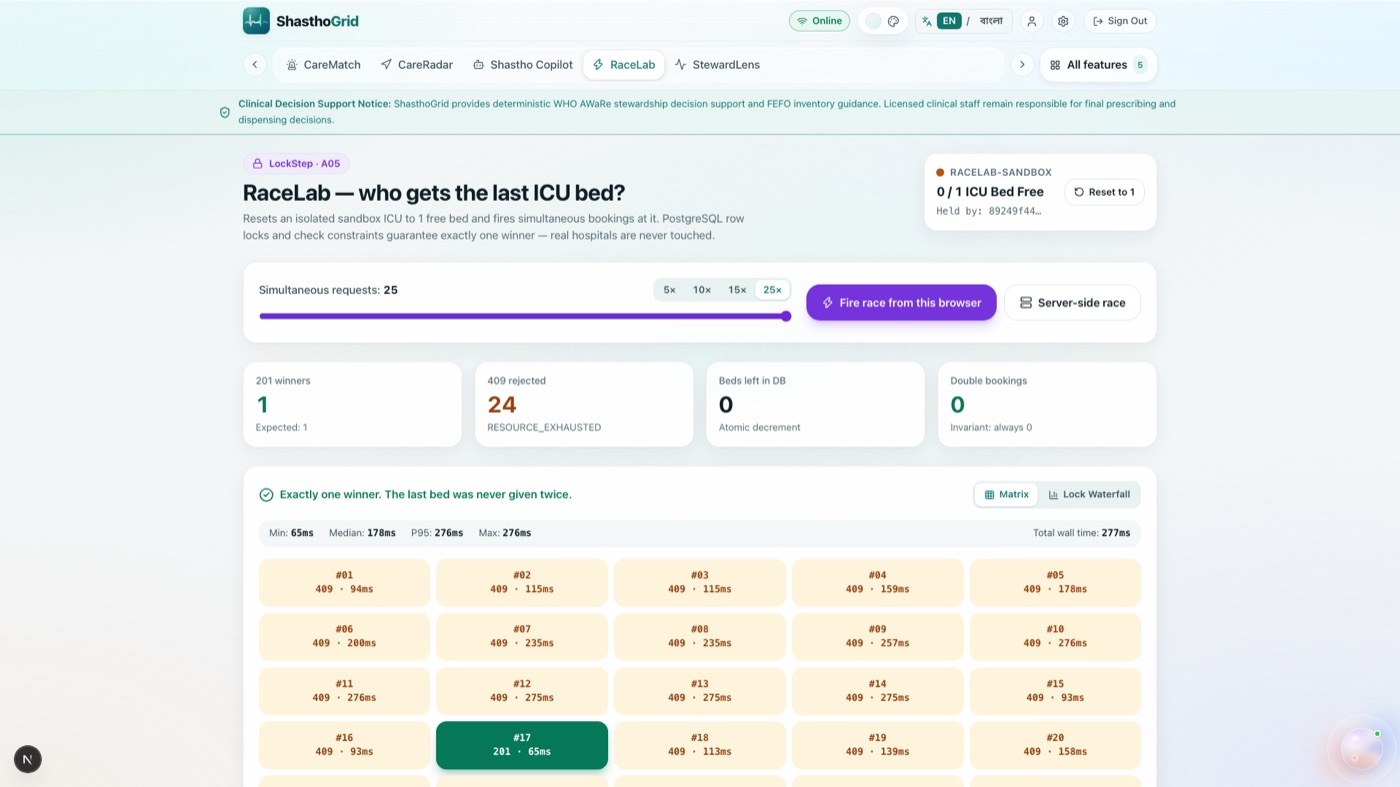 ShasthoGrid
Online
EN / বাংলা
Sign Out
CareMatch
CareRadar
Shastho Copilot
RaceLab
StewardLens
All features 5
Clinical Decision Support Notice: ShasthoGrid provides deterministic WHO AWaRe stewardship decision support and FEFO inventory guidance. Licensed clinical staff remain responsible for final prescribing and
dispensing decisions.
LockStep · A05
RaceLab — who gets the last ICU bed?
Resets an isolated sandbox ICU to 1 free bed and fires simultaneous bookings at it. PostgreSQL row
locks and check constraints guarantee exactly one winner — real hospitals are never touched.
RACELAB-SANDBOX
0 / 1 ICU Bed Free
Held by: 89249f44…
Reset to 1
Simultaneous requests: 25
5× 10× 15× 25×
Fire race from this browser
Server-side race
201 winners
1
Expected: 1
409 rejected
24
RESOURCE_EXHAUSTED
Beds left in DB
0
Atomic decrement
Double bookings
0
Invariant: always 0
Exactly one winner. The last bed was never given twice.
Matrix
Lock Waterfall
Min: 65ms Median: 178ms P95: 276ms Max: 276ms
Total wall time: 277ms
#01
409 · 94ms
#02
409 · 115ms
#03
409 · 115ms
#04
409 · 159ms
#05
409 · 178ms
#06
409 · 200ms
#07
409 · 235ms
#08
409 · 235ms
#09
409 · 257ms
#10
409 · 276ms
#11
409 · 276ms
#12
409 · 275ms
#13
409 · 275ms
#14
409 · 275ms
#15
409 · 93ms
#16
409 · 93ms
#17
201 · 65ms
#18
409 · 113ms
#19
409 · 139ms
#20
409 · 158ms
N